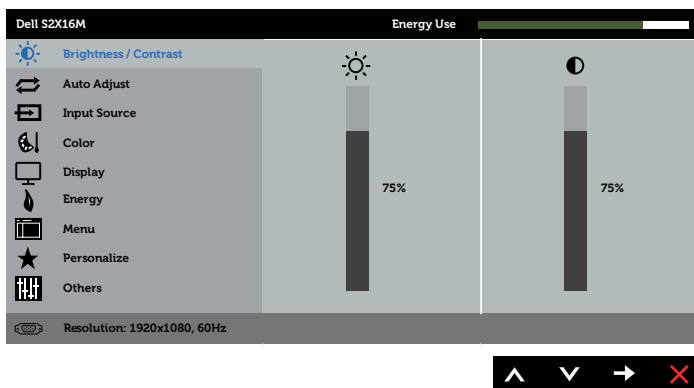 Dell S2X16M
Energy Use
Brightness / Contrast
Auto Adjust
Input Source
Color
Display
Energy
Menu
Personalize
Others
75%
75%
Resolution: 1920x1080, 60Hz